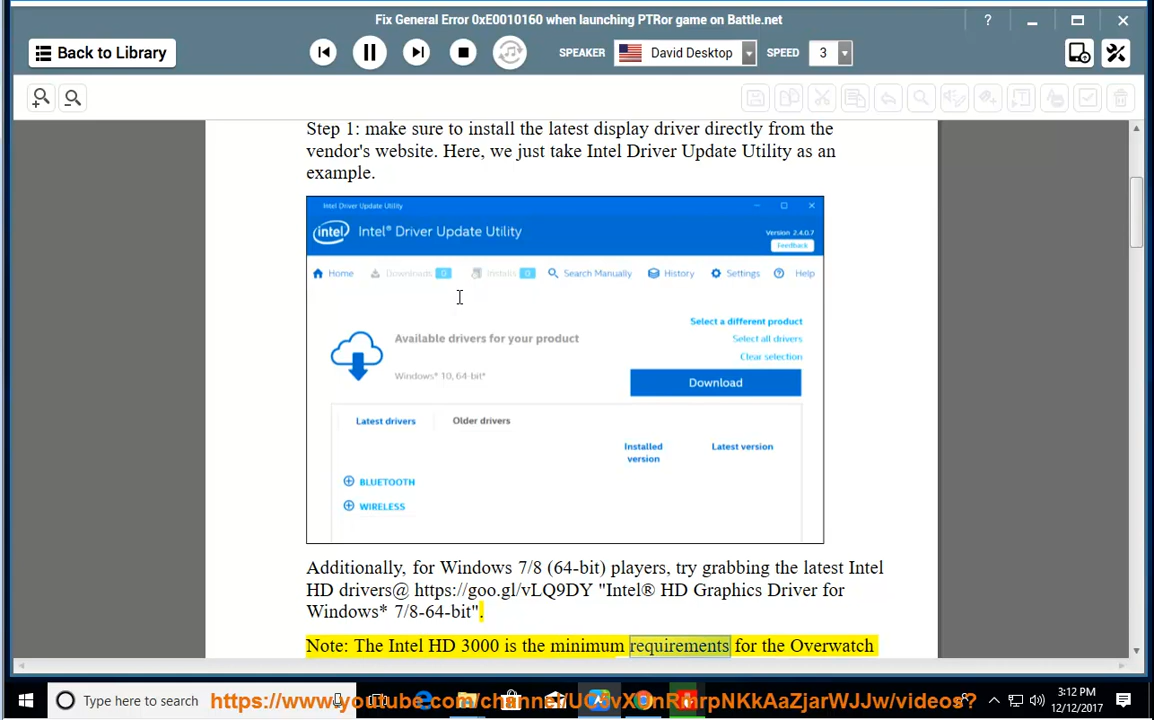 Fix General Error 0xE0010160 when launching PTRor game on Battle.net
Back to Library
SPEAKER
David Desktop
SPEED
3
Step 1: make sure to install the latest display driver directly from the
vendor's website. Here, we just take Intel Driver Update Utility as an
example.
Intel Driver Update Utility
intel
Intel® Driver Update Utility
Version 2.4.0.7
Feedback
Home
Downloads 0
Installs 0
Search Manually
History
Settings
Help
Select a different product
Available drivers for your product
Select all drivers
Clear selection
Windows* 10, 64-bit*
Download
Latest drivers
Older drivers
Installed version
Latest version
BLUETOOTH
WIRELESS
Additionally, for Windows 7/8 (64-bit) players, try grabbing the latest Intel
HD drivers@ https://goo.gl/vLQ9DY "Intel® HD Graphics Driver for
Windows* 7/8-64-bit".
Note: The Intel HD 3000 is the minimum requirements for the Overwatch
Type here to search
3:12 PM
12/12/2017